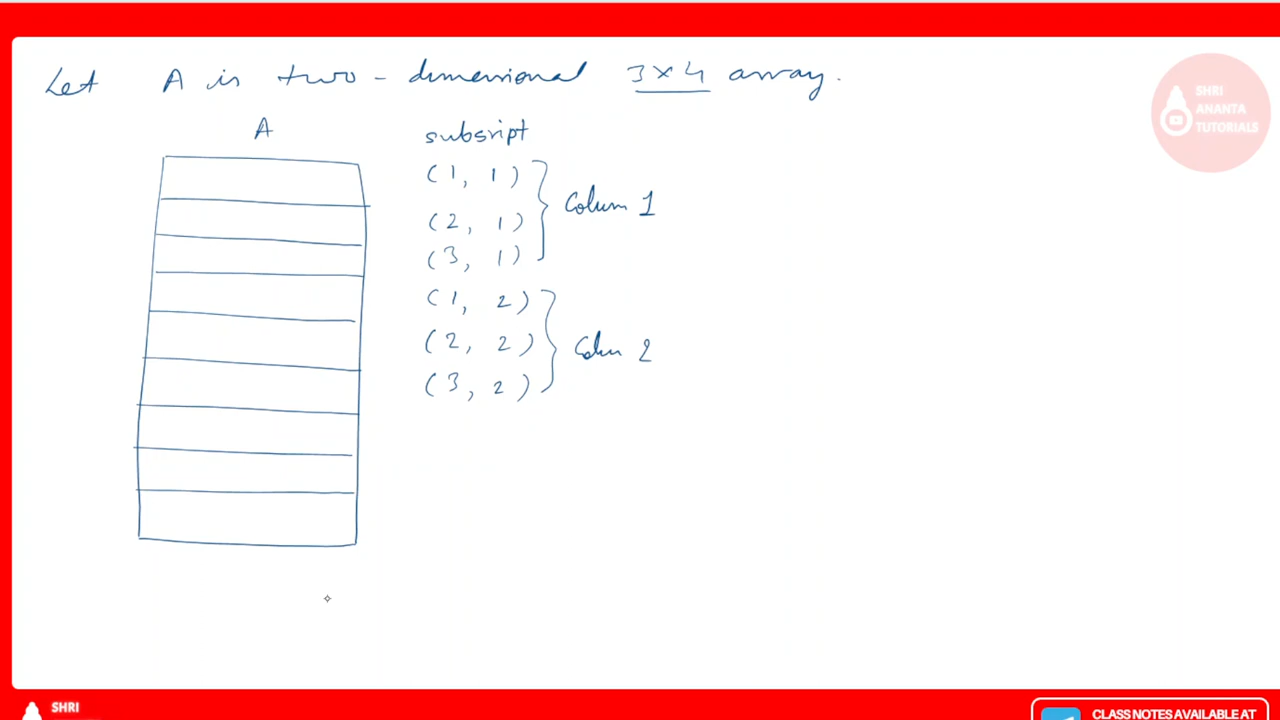 Let A is two-dimensional 3×4 array.
A subsript
(1, 1)
(2, 1) Column 1
(3, 1)
(1, 2)
(2, 2) Colum 2
(3, 2)
SHRI
ANANTA
TUTORIALS
SHRI
CLASS NOTES AVAILABLE AT